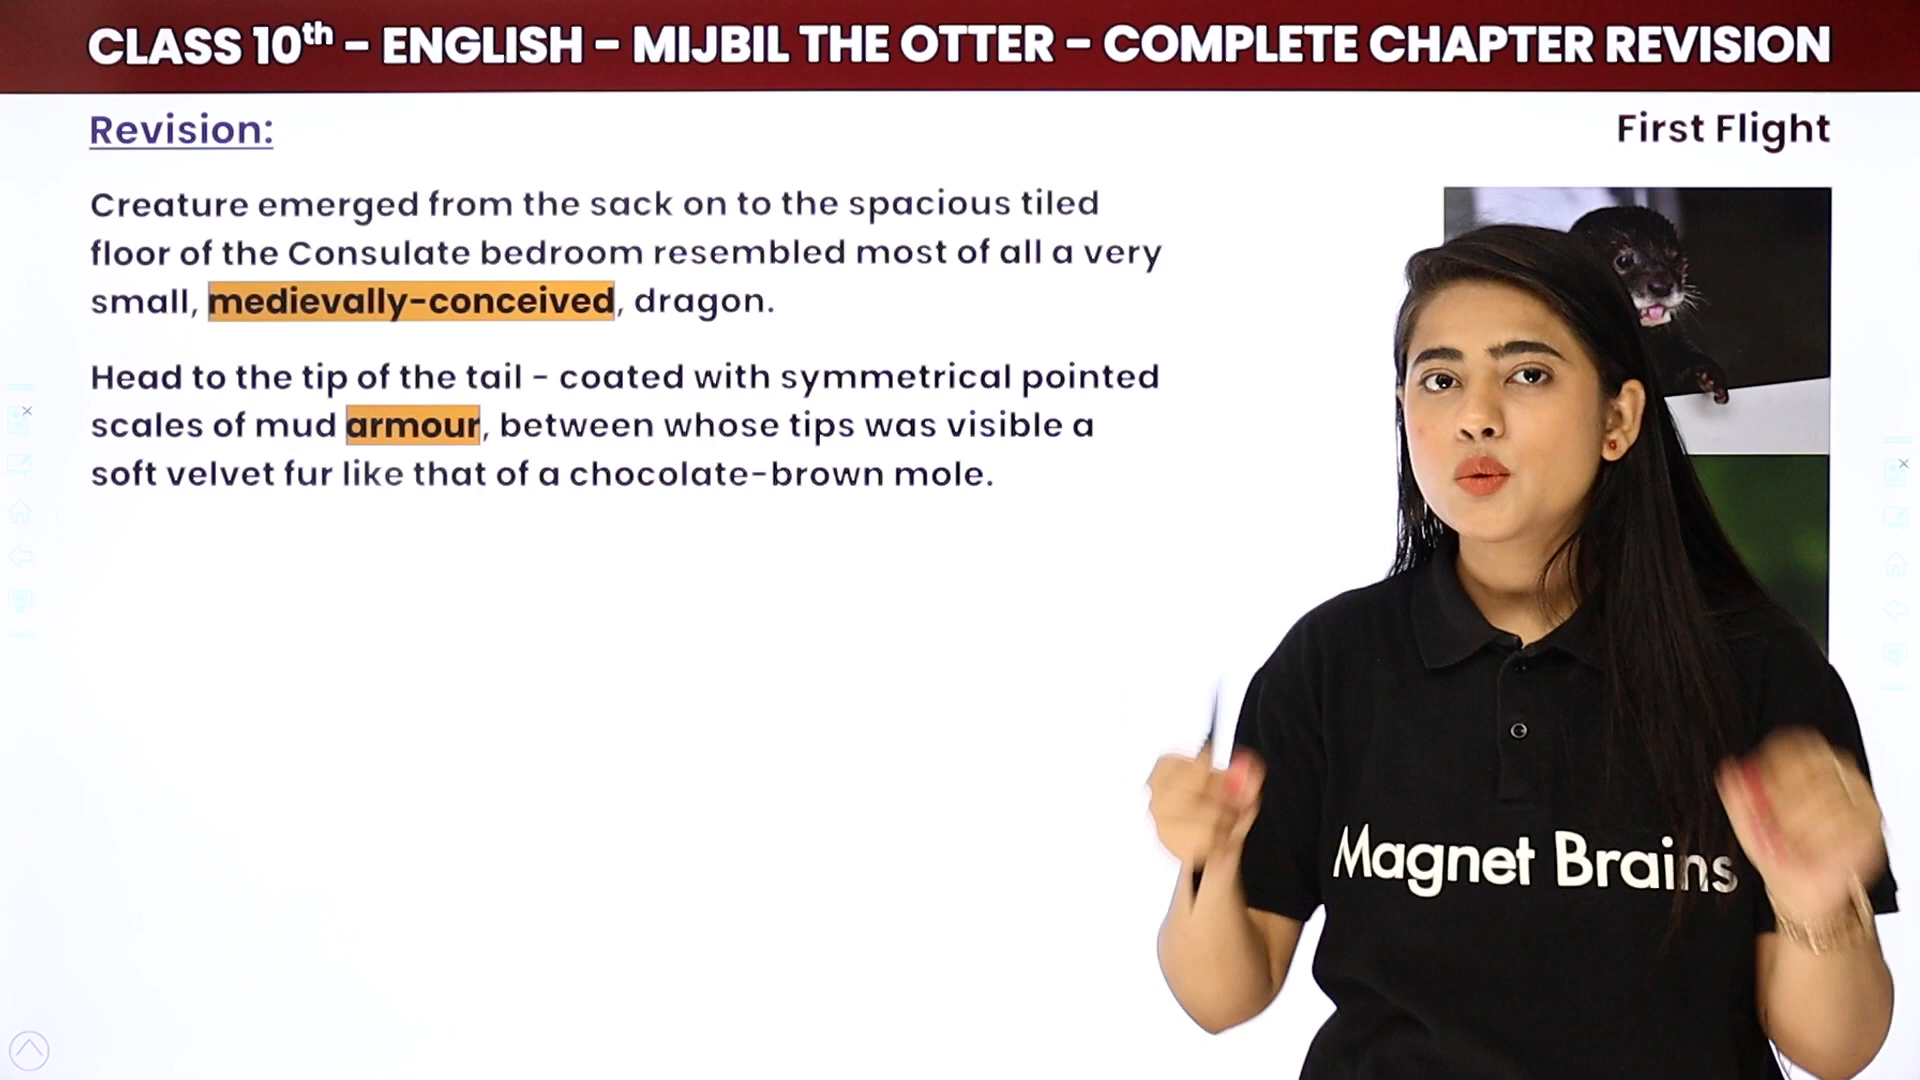 CLASS 10th – ENGLISH – MIJBIL THE OTTER – COMPLETE CHAPTER REVISION
Revision:
First Flight
Creature emerged from the sack on to the spacious tiled
floor of the Consulate bedroom resembled most of all a very
small, medievally-conceived, dragon.
Head to the tip of the tail – coated with symmetrical pointed
scales of mud armour, between whose tips was visible a
soft velvet fur like that of a chocolate-brown mole.
Magnet Brains